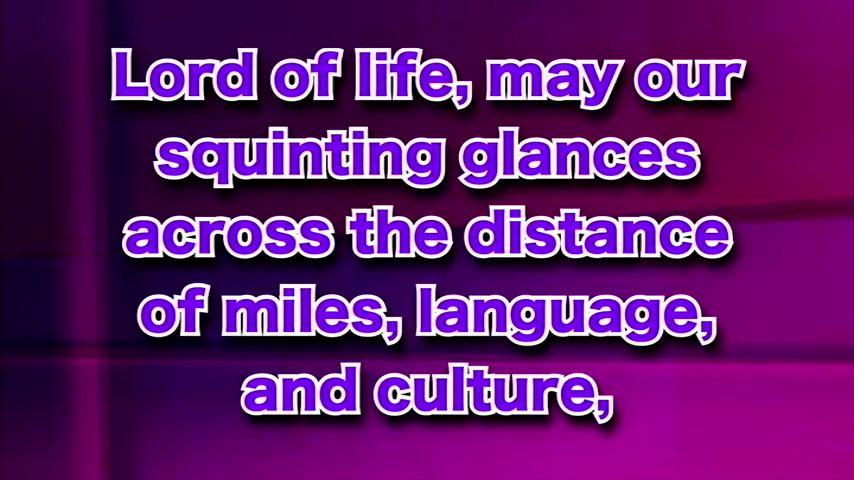 Lord of life, may our
squinting glances
across the distance
of miles, language,
and culture,